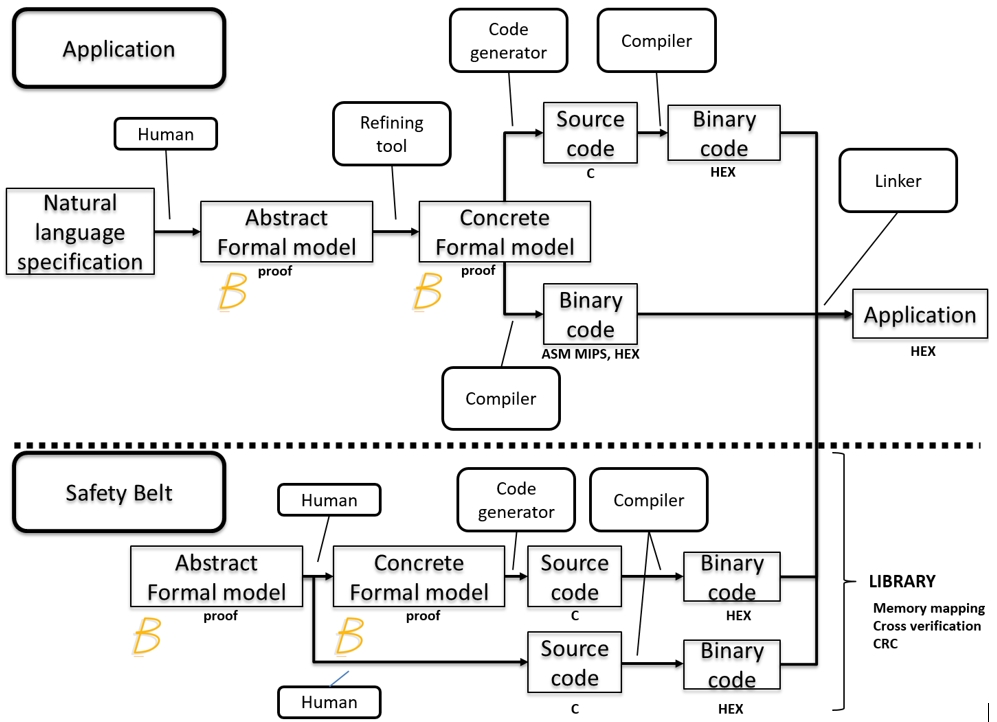 Application
Code
generator
Compiler
Human
Refining
tool
Source
code
C
Binary
code
HEX
Linker
Natural
language
specification
Abstract
Formal model
proof
B
Concrete
Formal model
proof
B
Binary
code
ASM MIPS, HEX
Application
HEX
Compiler
Safety Belt
Human
Code
generator
Compiler
Abstract
Formal model
proof
B
Concrete
Formal model
proof
B
Source
code
C
Binary
code
HEX
LIBRARY
Memory mapping
Cross verification
CRC
Source
code
C
Binary
code
HEX
Human